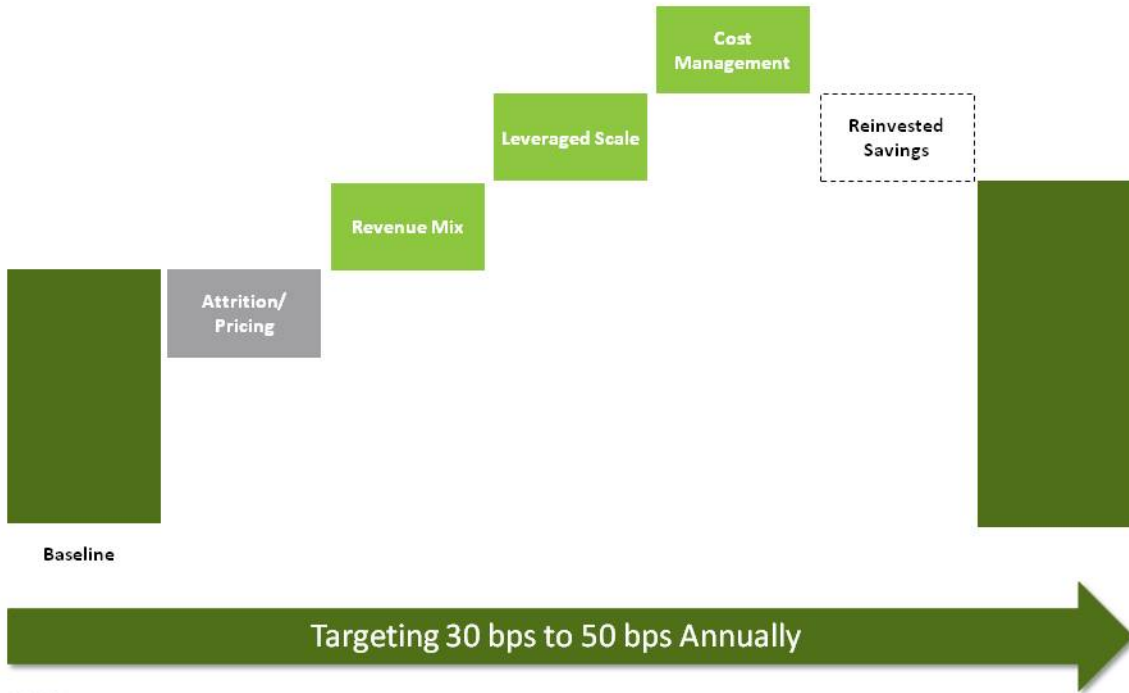 Cost
Management
Leveraged Scale
Reinvested
Savings
Revenue Mix
Attrition/
Pricing
Baseline
Targeting 30 bps to 50 bps Annually